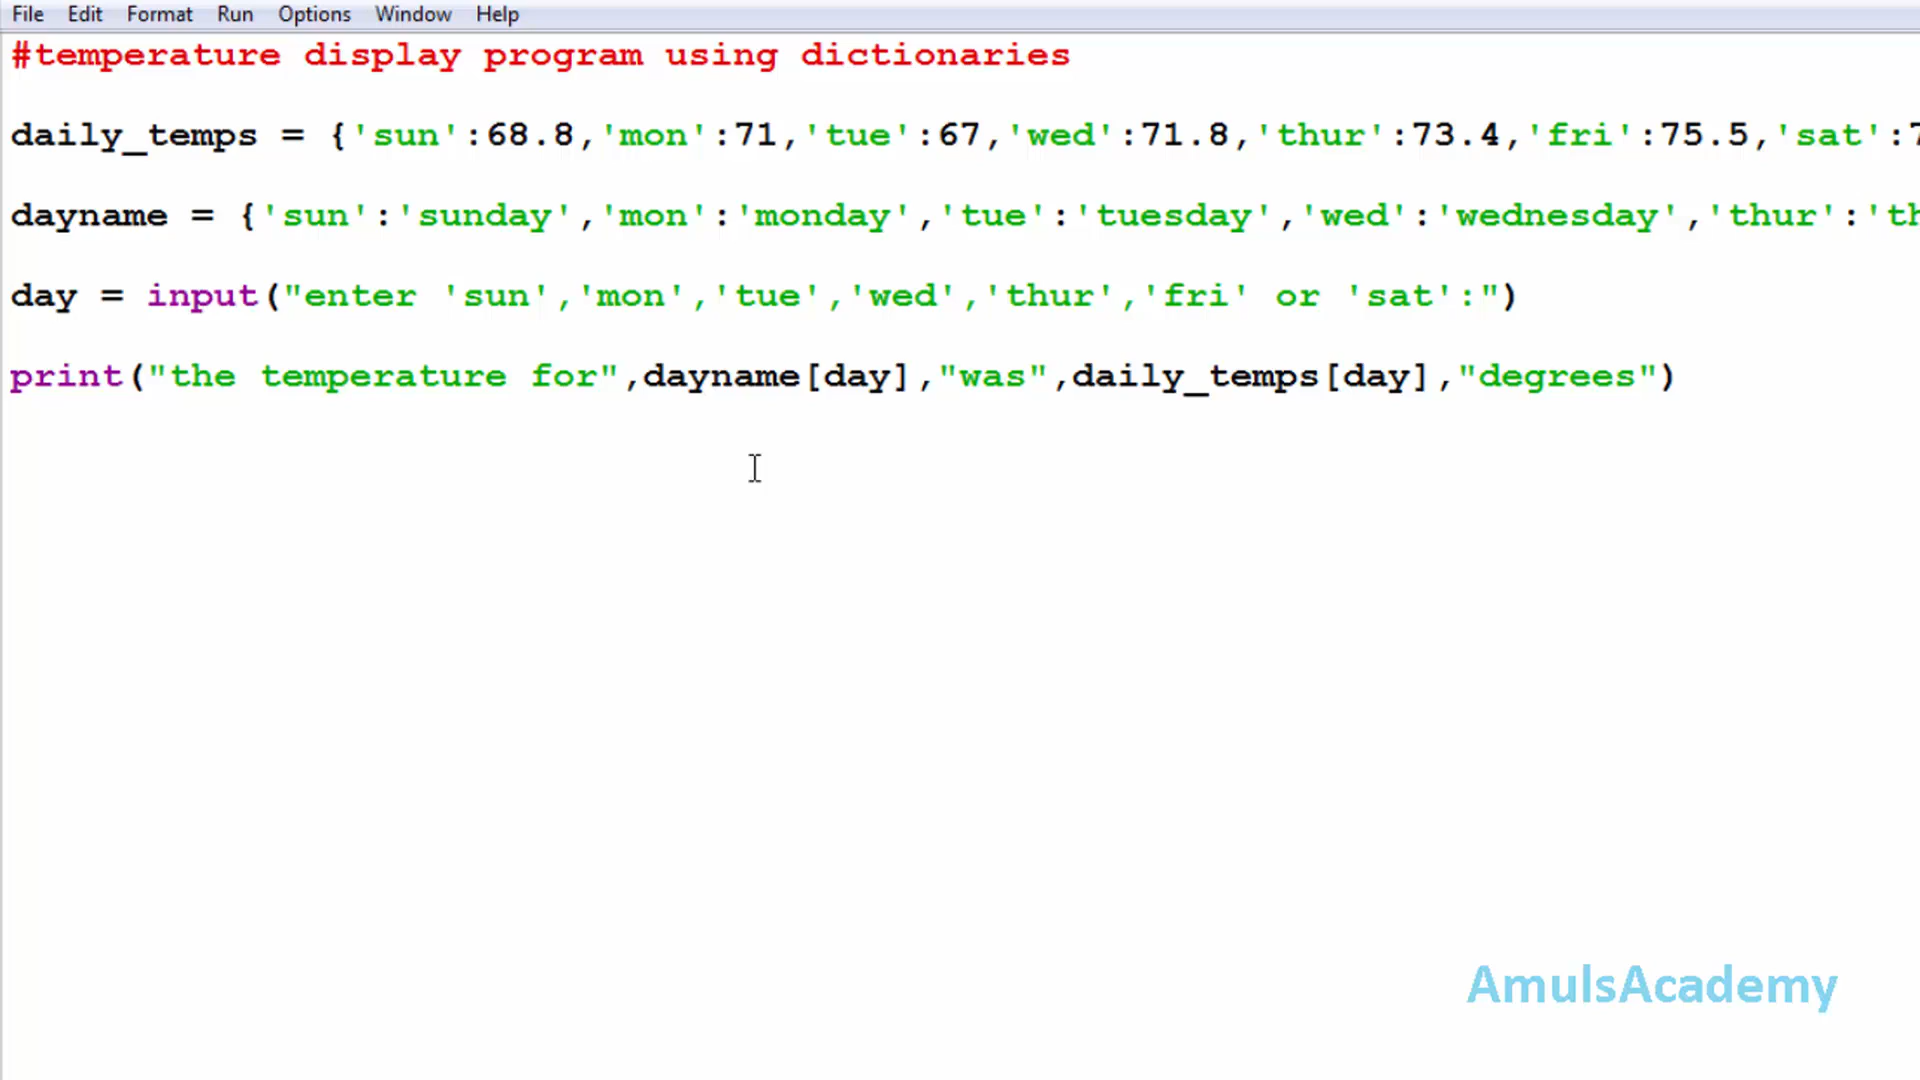 File Edit Format Run Options Window Help
#temperature display program using dictionaries
daily_temps = {'sun':68.8,'mon':71,'tue':67,'wed':71.8,'thur':73.4,'fri':75.5,'sat':7
dayname = {'sun':'sunday','mon':'monday','tue':'tuesday','wed':'wednesday','thur':'th
day = input("enter 'sun','mon','tue','wed','thur','fri' or 'sat':")
print("the temperature for",dayname[day],"was",daily_temps[day],"degrees")
AmulsAcademy